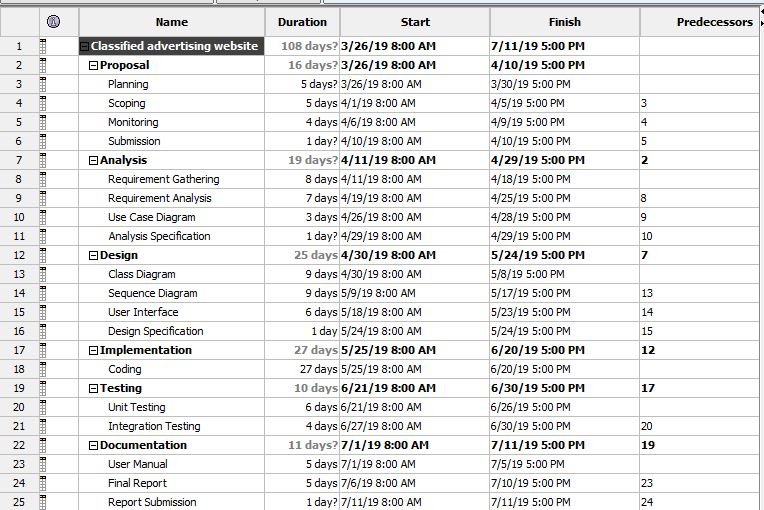 Name Duration Start Finish Predecessors
1 Classified advertising website 108 days? 3/26/19 8:00 AM 7/11/19 5:00 PM
2 Proposal 16 days? 3/26/19 8:00 AM 4/10/19 5:00 PM
3 Planning 5 days? 3/26/19 8:00 AM 3/30/19 5:00 PM
4 Scoping 5 days 4/1/19 8:00 AM 4/5/19 5:00 PM 3
5 Monitoring 4 days 4/6/19 8:00 AM 4/9/19 5:00 PM 4
6 Submission 1 day? 4/10/19 8:00 AM 4/10/19 5:00 PM 5
7 Analysis 19 days? 4/11/19 8:00 AM 4/29/19 5:00 PM 2
8 Requirement Gathering 8 days 4/11/19 8:00 AM 4/18/19 5:00 PM
9 Requirement Analysis 7 days 4/19/19 8:00 AM 4/25/19 5:00 PM 8
10 Use Case Diagram 3 days 4/26/19 8:00 AM 4/28/19 5:00 PM 9
11 Analysis Specification 1 day? 4/29/19 8:00 AM 4/29/19 5:00 PM 10
12 Design 25 days 4/30/19 8:00 AM 5/24/19 5:00 PM 7
13 Class Diagram 9 days 4/30/19 8:00 AM 5/8/19 5:00 PM
14 Sequence Diagram 9 days 5/9/19 8:00 AM 5/17/19 5:00 PM 13
15 User Interface 6 days 5/18/19 8:00 AM 5/23/19 5:00 PM 14
16 Design Specification 1 day 5/24/19 8:00 AM 5/24/19 5:00 PM 15
17 Implementation 27 days 5/25/19 8:00 AM 6/20/19 5:00 PM 12
18 Coding 27 days 5/25/19 8:00 AM 6/20/19 5:00 PM
19 Testing 10 days 6/21/19 8:00 AM 6/30/19 5:00 PM 17
20 Unit Testing 6 days 6/21/19 8:00 AM 6/26/19 5:00 PM
21 Integration Testing 4 days 6/27/19 8:00 AM 6/30/19 5:00 PM 20
22 Documentation 11 days? 7/1/19 8:00 AM 7/11/19 5:00 PM 19
23 User Manual 5 days 7/1/19 8:00 AM 7/5/19 5:00 PM
24 Final Report 5 days 7/6/19 8:00 AM 7/10/19 5:00 PM 23
25 Report Submission 1 day? 7/11/19 8:00 AM 7/11/19 5:00 PM 24